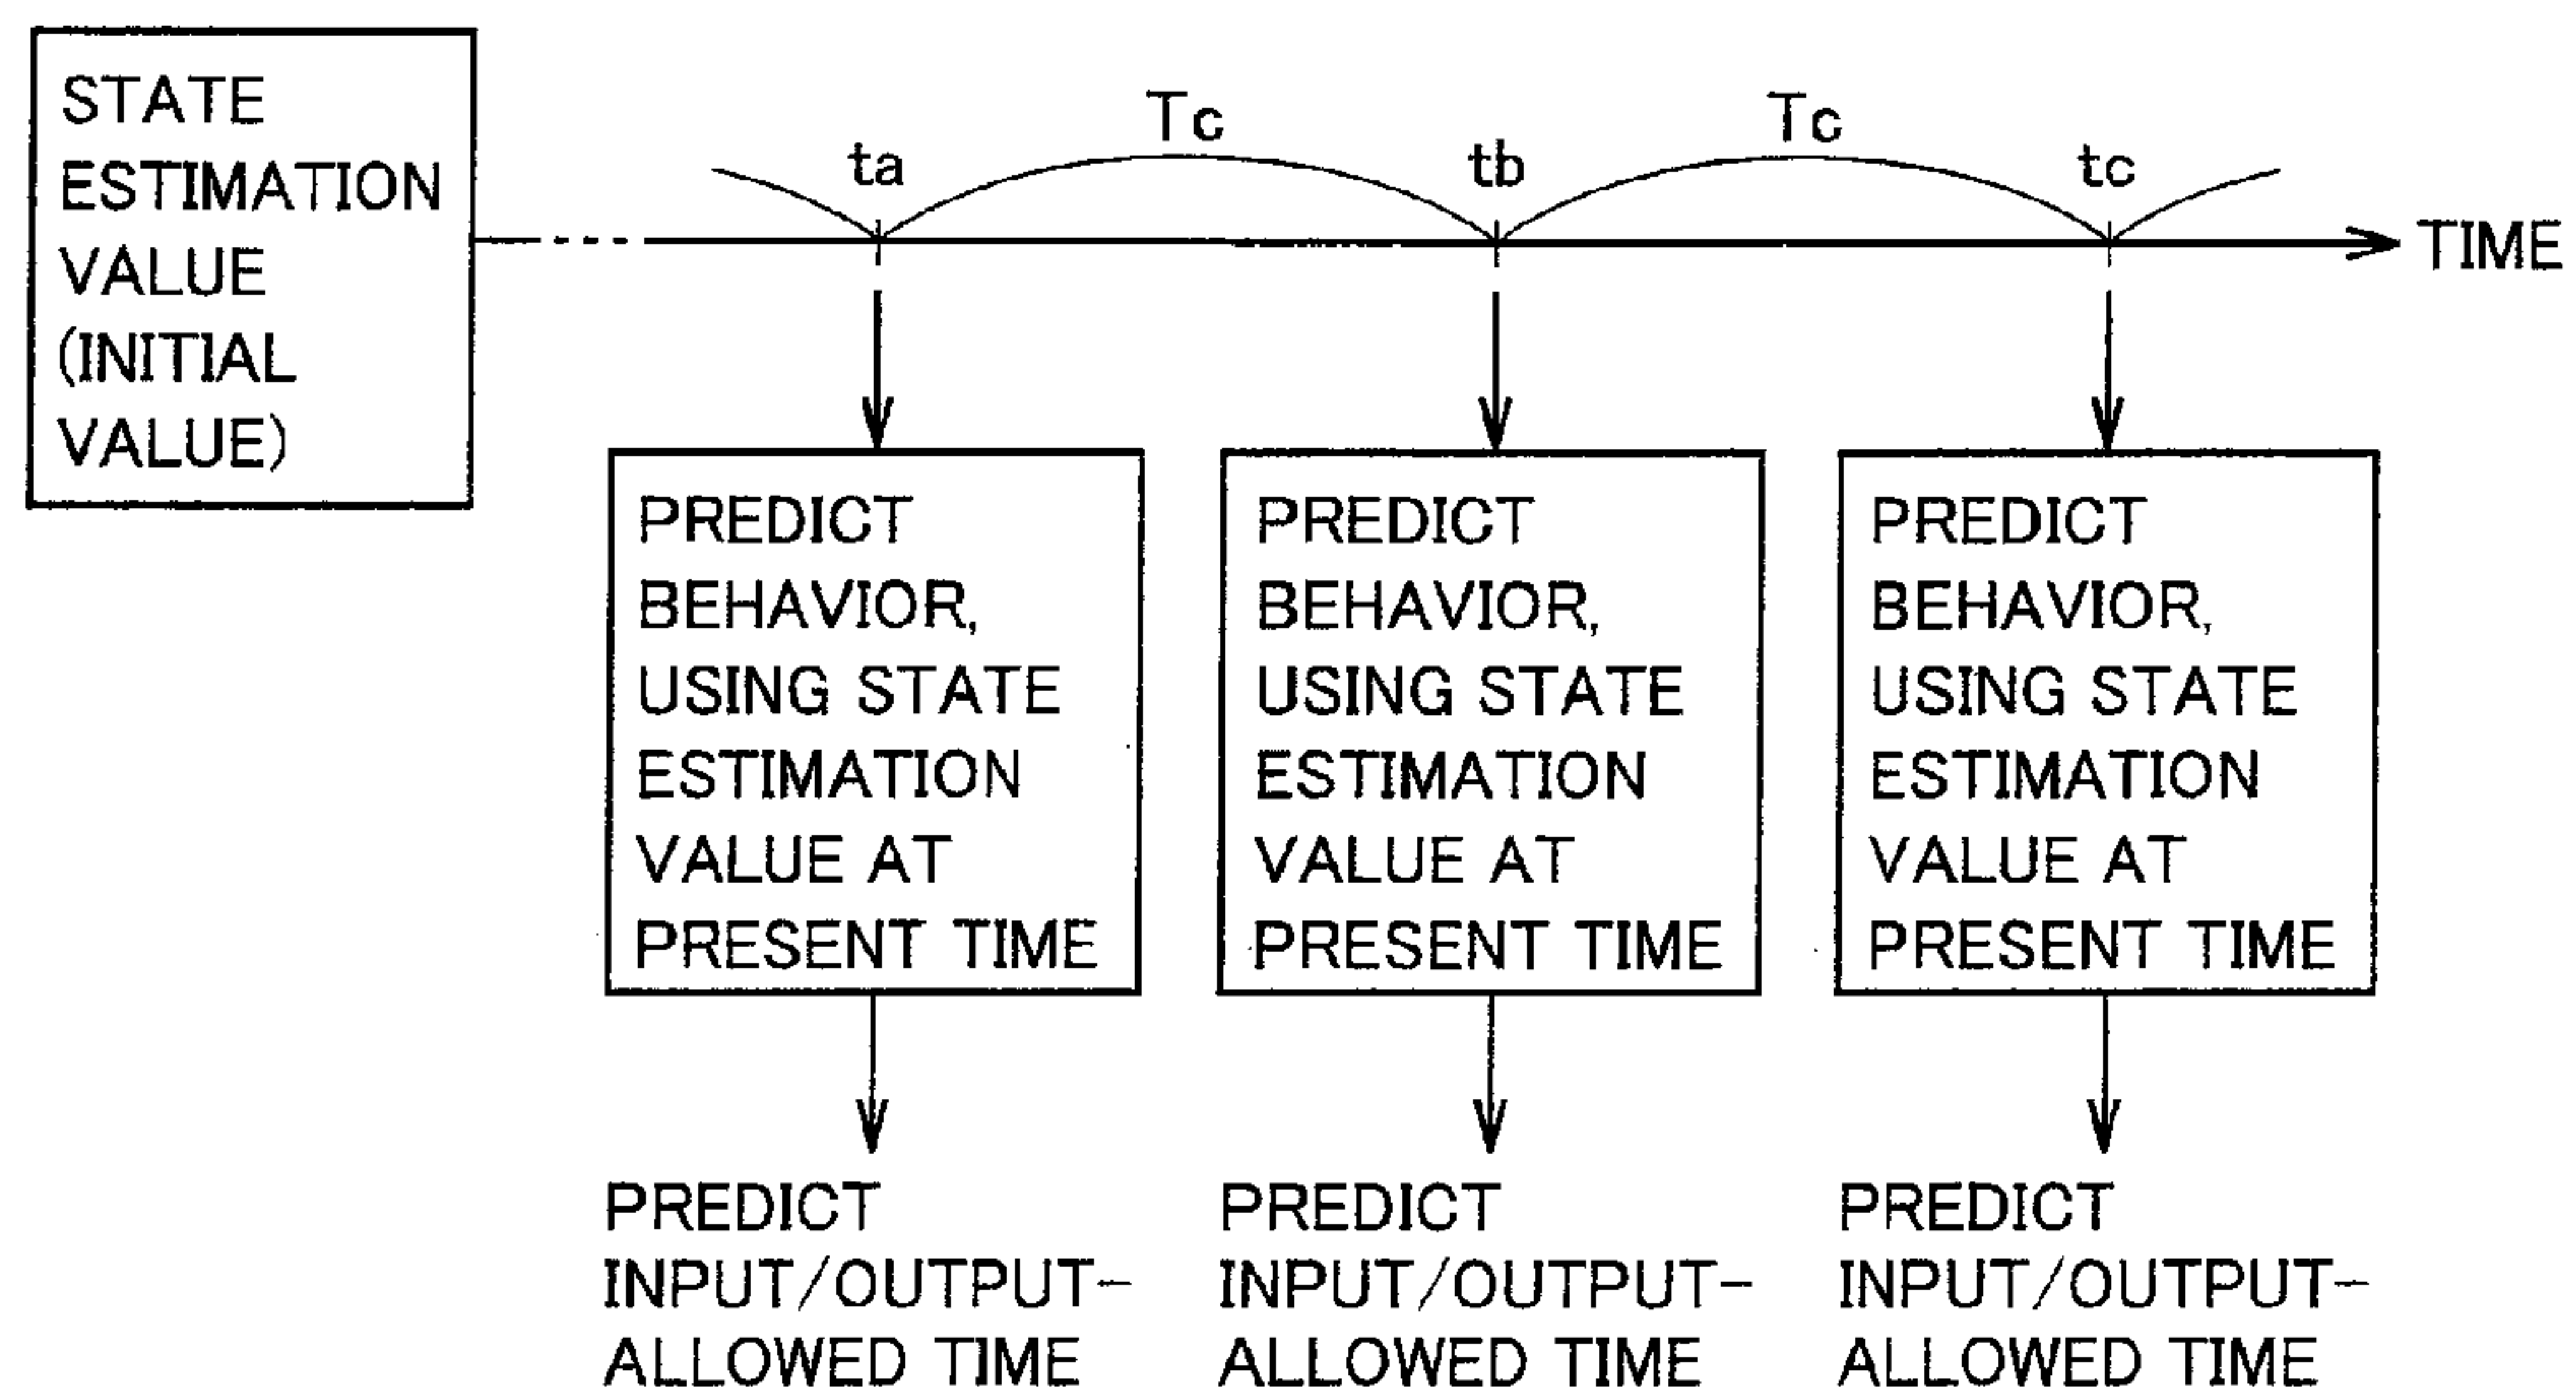 STATE
ESTIMATION
VALUE
(INITIAL
VALUE)
Tc
Tc
ta
tb
tc
TIME
PREDICT
BEHAVIOR,
USING STATE
ESTIMATION
VALUE AT
PRESENT TIME
PREDICT
BEHAVIOR,
USING STATE
ESTIMATION
VALUE AT
PRESENT TIME
PREDICT
BEHAVIOR,
USING STATE
ESTIMATION
VALUE AT
PRESENT TIME
PREDICT
INPUT/OUTPUT-
ALLOWED TIME
PREDICT
INPUT/OUTPUT-
ALLOWED TIME
PREDICT
INPUT/OUTPUT-
ALLOWED TIME